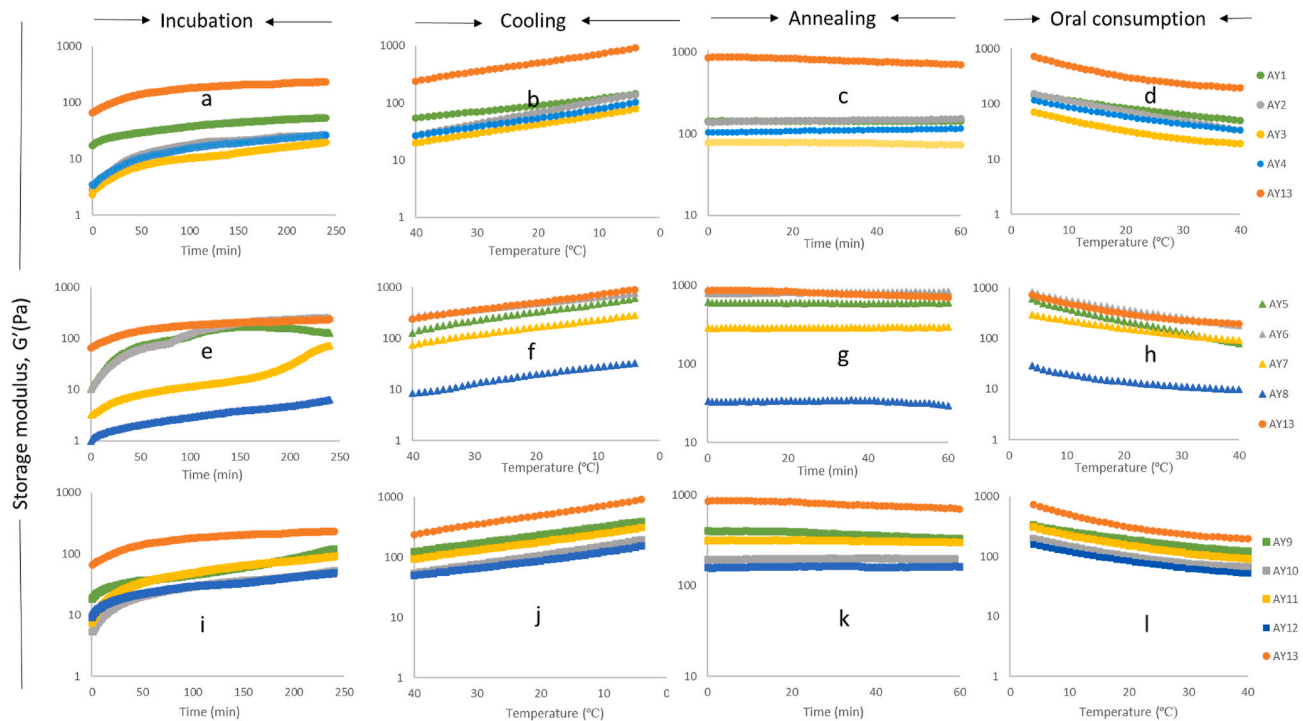 Incubation
Cooling
Annealing
Oral consumption
Storage modulus, G'(Pa)
1000
100
10
1
0 50 100 150 200 250
Time (min)
a
1000
100
10
1
40 30 20 10 0
Temperature (°C)
b
1000
100
10
0 20 40 60
Time (min)
c
1000
100
10
1
0 10 20 30 40
Temperature (°C)
d
AY1
AY2
AY3
AY4
AY13
1000
100
10
1
0 50 100 150 200 250
Time (min)
e
1000
100
10
1
40 30 20 10 0
Temperature (°C)
f
1000
100
10
0 20 40 60
Time (min)
g
1000
100
10
1
0 10 20 30 40
Temperature (°C)
h
AY5
AY6
AY7
AY8
AY13
1000
100
10
1
0 50 100 150 200 250
Time (min)
i
1000
100
10
1
40 30 20 10 0
Temperature (°C)
j
1000
100
10
0 20 40 60
Time (min)
k
1000
100
10
1
0 10 20 30 40
Temperature (°C)
l
AY9
AY10
AY11
AY12
AY13